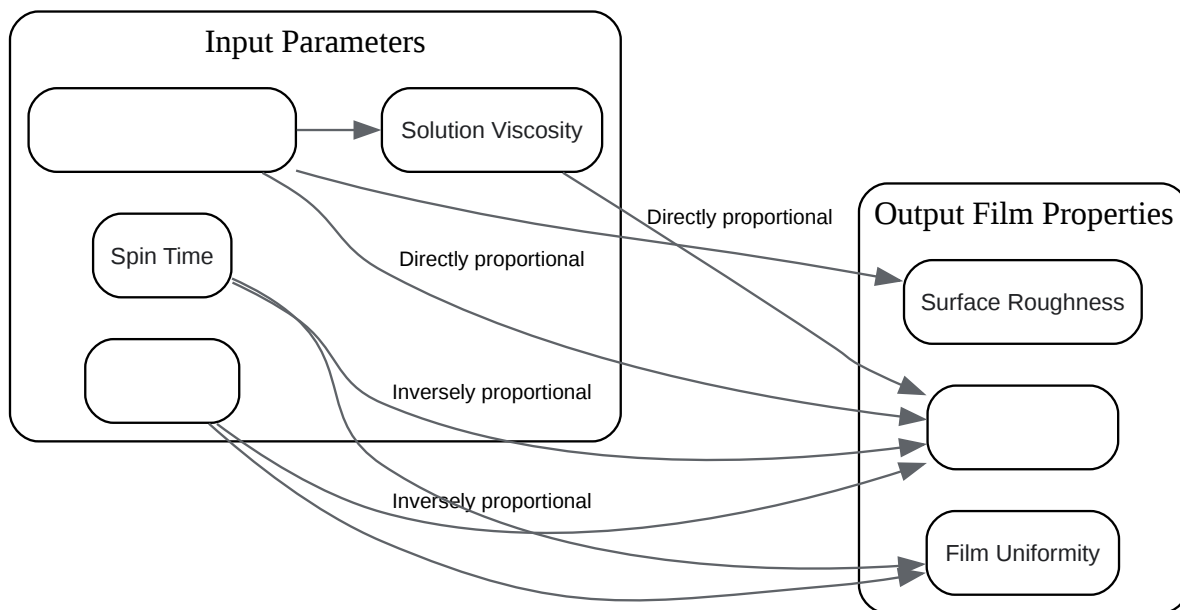 Input Parameters
Solution Viscosity
Directly proportional
Output Film Properties
Spin Time
Directly proportional
Surface Roughness
Inversely proportional
Inversely proportional
Film Uniformity